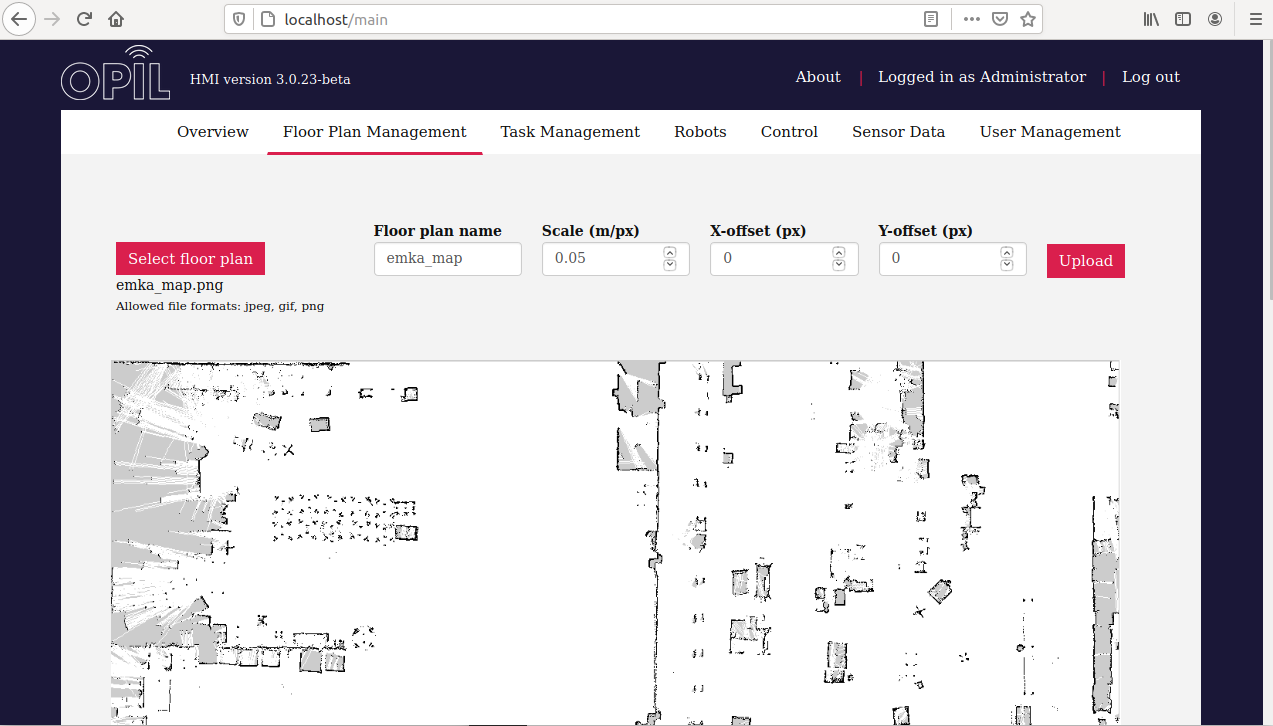 localhost/main
OPIL
HMI version 3.0.23-beta
About | Logged in as Administrator | Log out
Overview Floor Plan Management Task Management Robots Control Sensor Data User Management
Floor plan name Scale (m/px) X-offset (px) Y-offset (px)
Select floor plan emka_map 0.05 0 0 Upload
emka_map.png
Allowed file formats: jpeg, gif, png